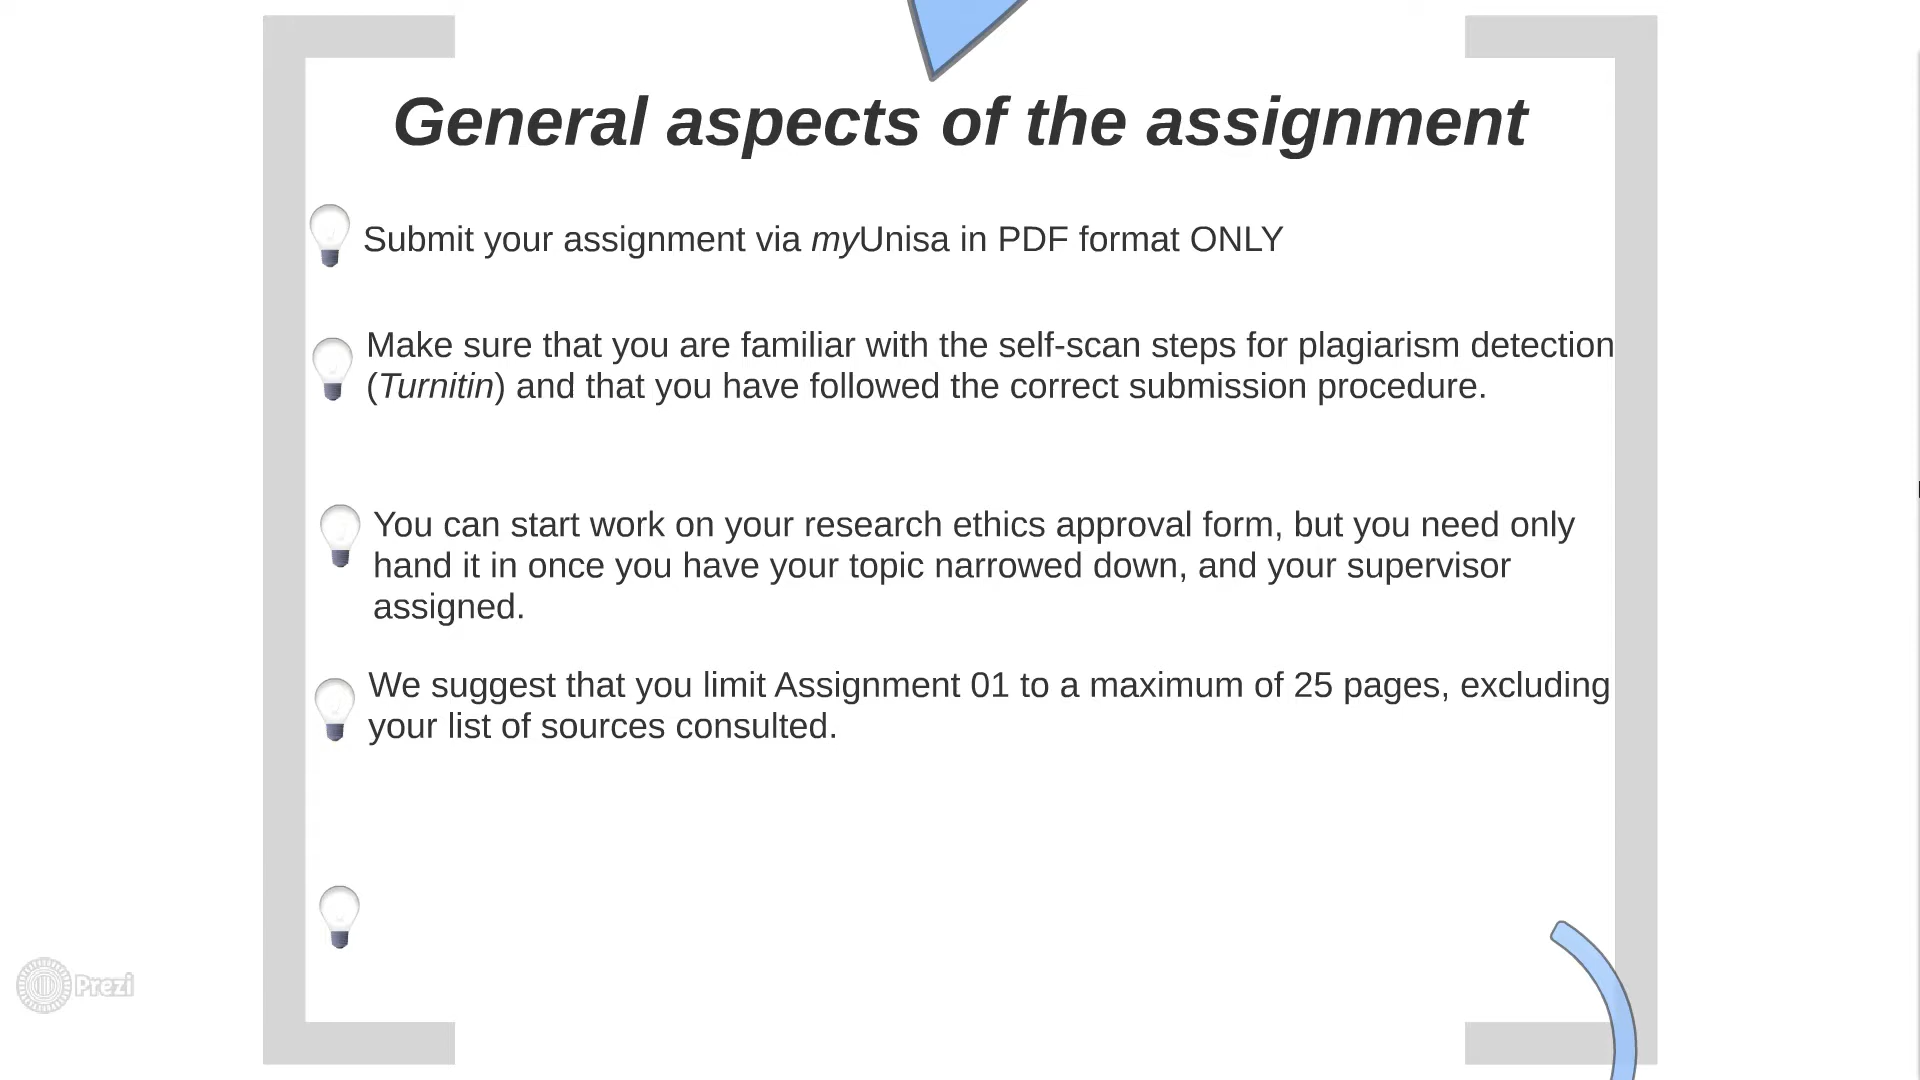 General aspects of the assignment
Submit your assignment via myUnisa in PDF format ONLY
Make sure that you are familiar with the self-scan steps for plagiarism detection
(Turnitin) and that you have followed the correct submission procedure.
You can start work on your research ethics approval form, but you need only
hand it in once you have your topic narrowed down, and your supervisor
assigned.
We suggest that you limit Assignment 01 to a maximum of 25 pages, excluding
your list of sources consulted.
Prezi